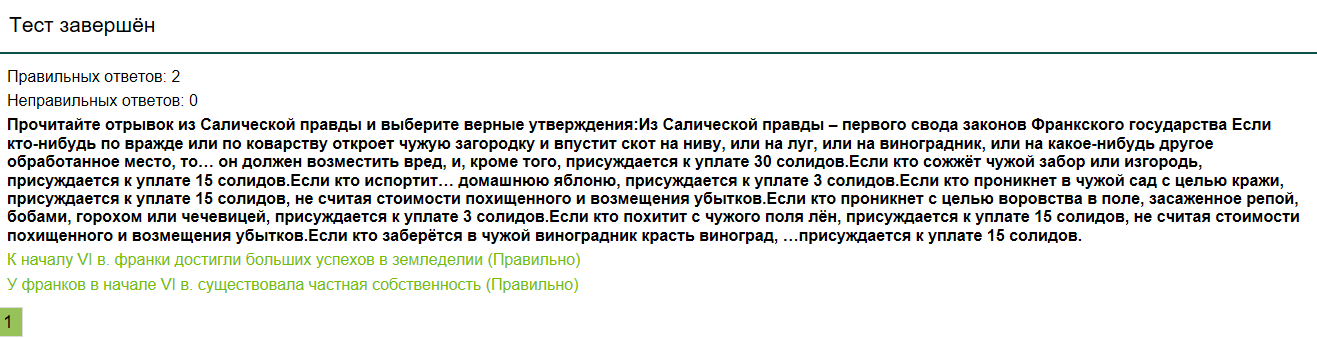 Тест завершён
Правильных ответов: 2
Неправильных ответов: 0
Прочитайте отрывок из Салической правды и выберите верные утверждения:Из Салической правды – первого свода законов Франкского государства Если
кто-нибудь по вражде или по коварству откроет чужую загородку и впустит скот на ниву, или на луг, или на виноградник, или на какое-нибудь другое
обработанное место, то… он должен возместить вред, и, кроме того, присуждается к уплате 30 солидов.Если кто сожжёт чужой забор или изгородь,
присуждается к уплате 15 солидов.Если кто испортит… домашнюю яблоню, присуждается к уплате 3 солидов.Если кто проникнет в чужой сад с целью кражи,
присуждается к уплате 15 солидов, не считая стоимости похищенного и возмещения убытков.Если кто проникнет с целью воровства в поле, засаженное репой,
бобами, горохом или чечевицей, присуждается к уплате 3 солидов.Если кто похитит с чужого поля лён, присуждается к уплате 15 солидов, не считая стоимости
похищенного и возмещения убытков.Если кто заберётся в чужой виноградник красть виноград, …присуждается к уплате 15 солидов.
К началу VI в. франки достигли больших успехов в земледелии (Правильно)
У франков в начале VI в. существовала частная собственность (Правильно)
1